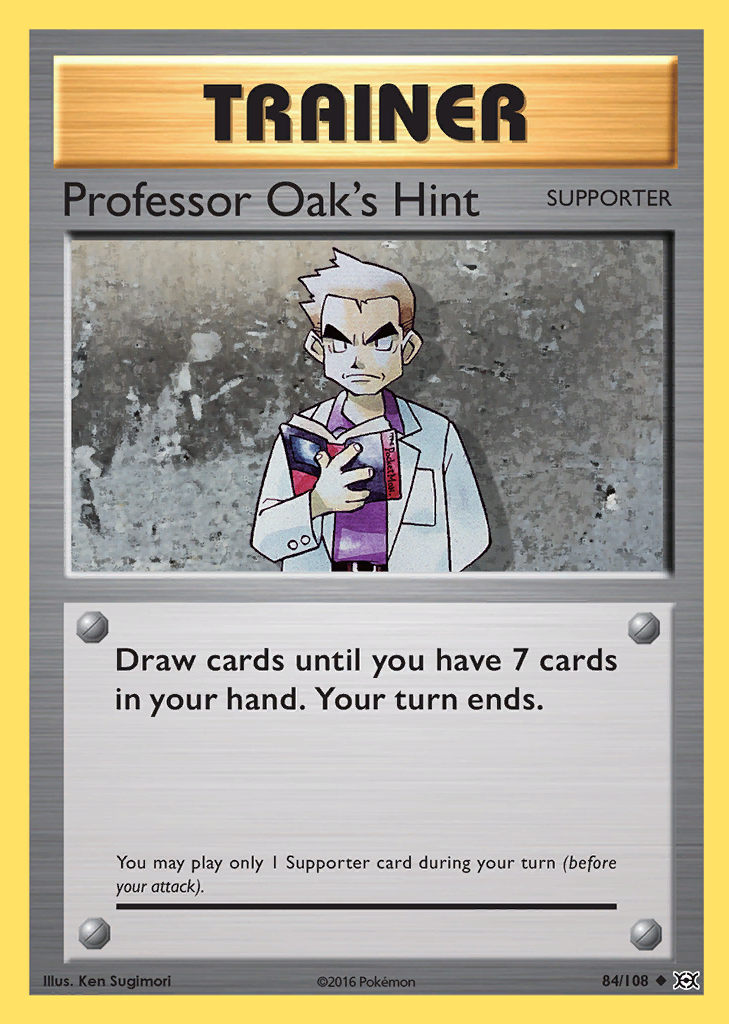 TRAINER
Professor Oak's Hint SUPPORTER
Draw cards until you have 7 cards
in your hand. Your turn ends.
You may play only 1 Supporter card during your turn (before
your attack).
Illus. Ken Sugimori ©2016 Pokémon 84/108